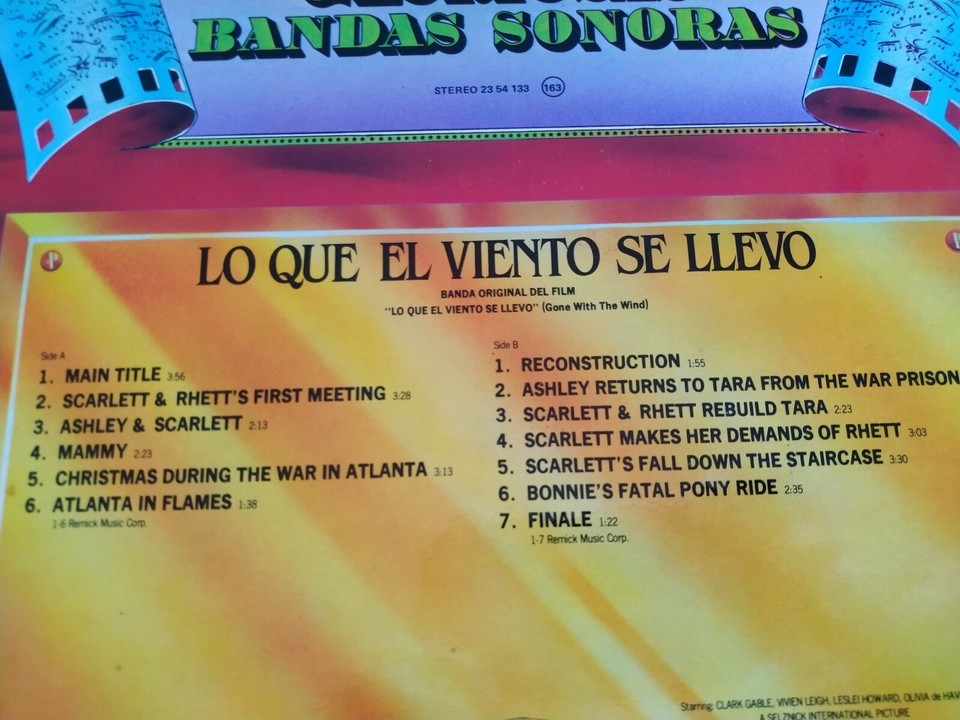 BANDAS SONORAS
STEREO 23 54 133 163
LO QUE EL VIENTO SE LLEVO
BANDA ORIGINAL DEL FILM
"LO QUE EL VIENTO SE LLEVO" (Gone With The Wind)
Side A
1. MAIN TITLE 3:56
2. SCARLETT & RHETT'S FIRST MEETING 3:28
3. ASHLEY & SCARLETT 2:13
4. MAMMY 2:23
5. CHRISTMAS DURING THE WAR IN ATLANTA 3:13
6. ATLANTA IN FLAMES 1:38
1-6 Remick Music Corp.
Side B
1. RECONSTRUCTION 1:55
2. ASHLEY RETURNS TO TARA FROM THE WAR PRISON
3. SCARLETT & RHETT REBUILD TARA 2:23
4. SCARLETT MAKES HER DEMANDS OF RHETT 3:03
5. SCARLETT'S FALL DOWN THE STAIRCASE 3:30
6. BONNIE'S FATAL PONY RIDE 2:35
7. FINALE 1:22
1-7 Remick Music Corp.
Starring: CLARK GABLE, VIVIEN LEIGH, LESLEI HOWARD, OLIVIA de HAV
A SELZNICK INTERNATIONAL PICTURE